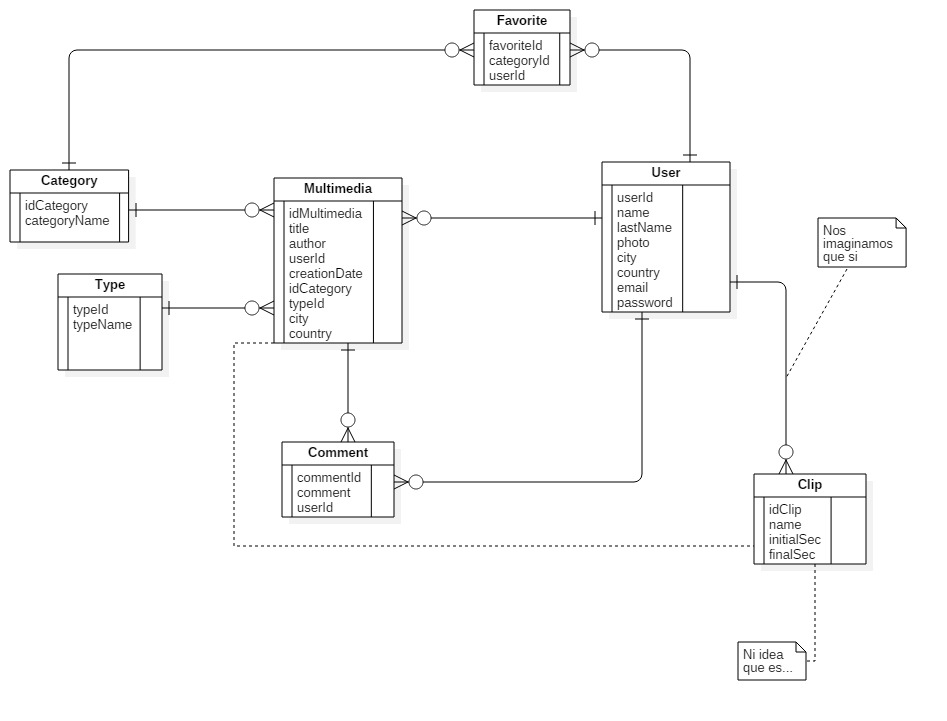 Favorite
favoriteId
categoryId
userId
Category
idCategory
categoryName
Multimedia
idMultimedia
title
author
userId
creationDate
idCategory
typeId
city
country
User
userId
name
lastName
photo
city
country
email
password
Nos
imaginamos
que si
Type
typeId
typeName
Comment
commentId
comment
userId
Clip
idClip
name
initialSec
finalSec
Ni idea
que es...